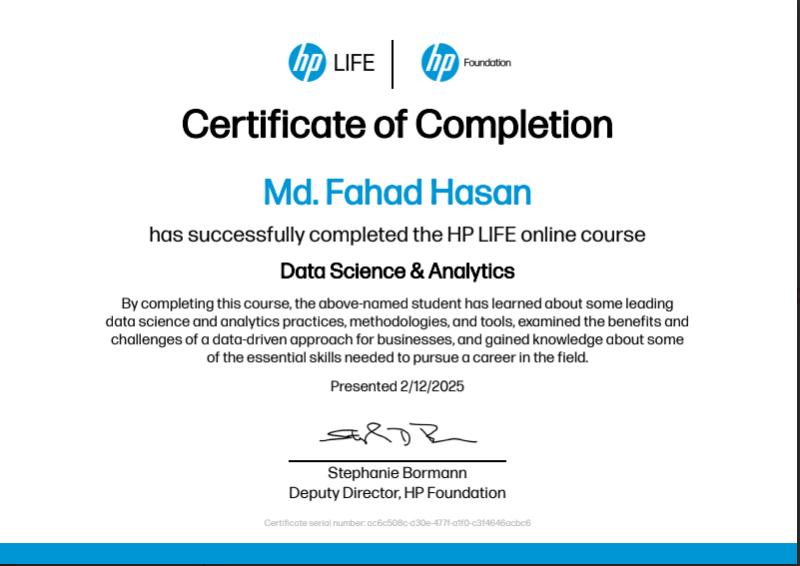 hp LIFE
hp Foundation
Certificate of Completion
Md. Fahad Hasan
has successfully completed the HP LIFE online course
Data Science & Analytics
By completing this course, the above-named student has learned about some leading
data science and analytics practices, methodologies, and tools, examined the benefits and
challenges of a data-driven approach for businesses, and gained knowledge about some
of the essential skills needed to pursue a career in the field.
Presented 2/12/2025
Stephanie Bormann
Deputy Director, HP Foundation
Certificate serial number: ac6c508c-d30e-477f-a1f0-c3f4646acbc6